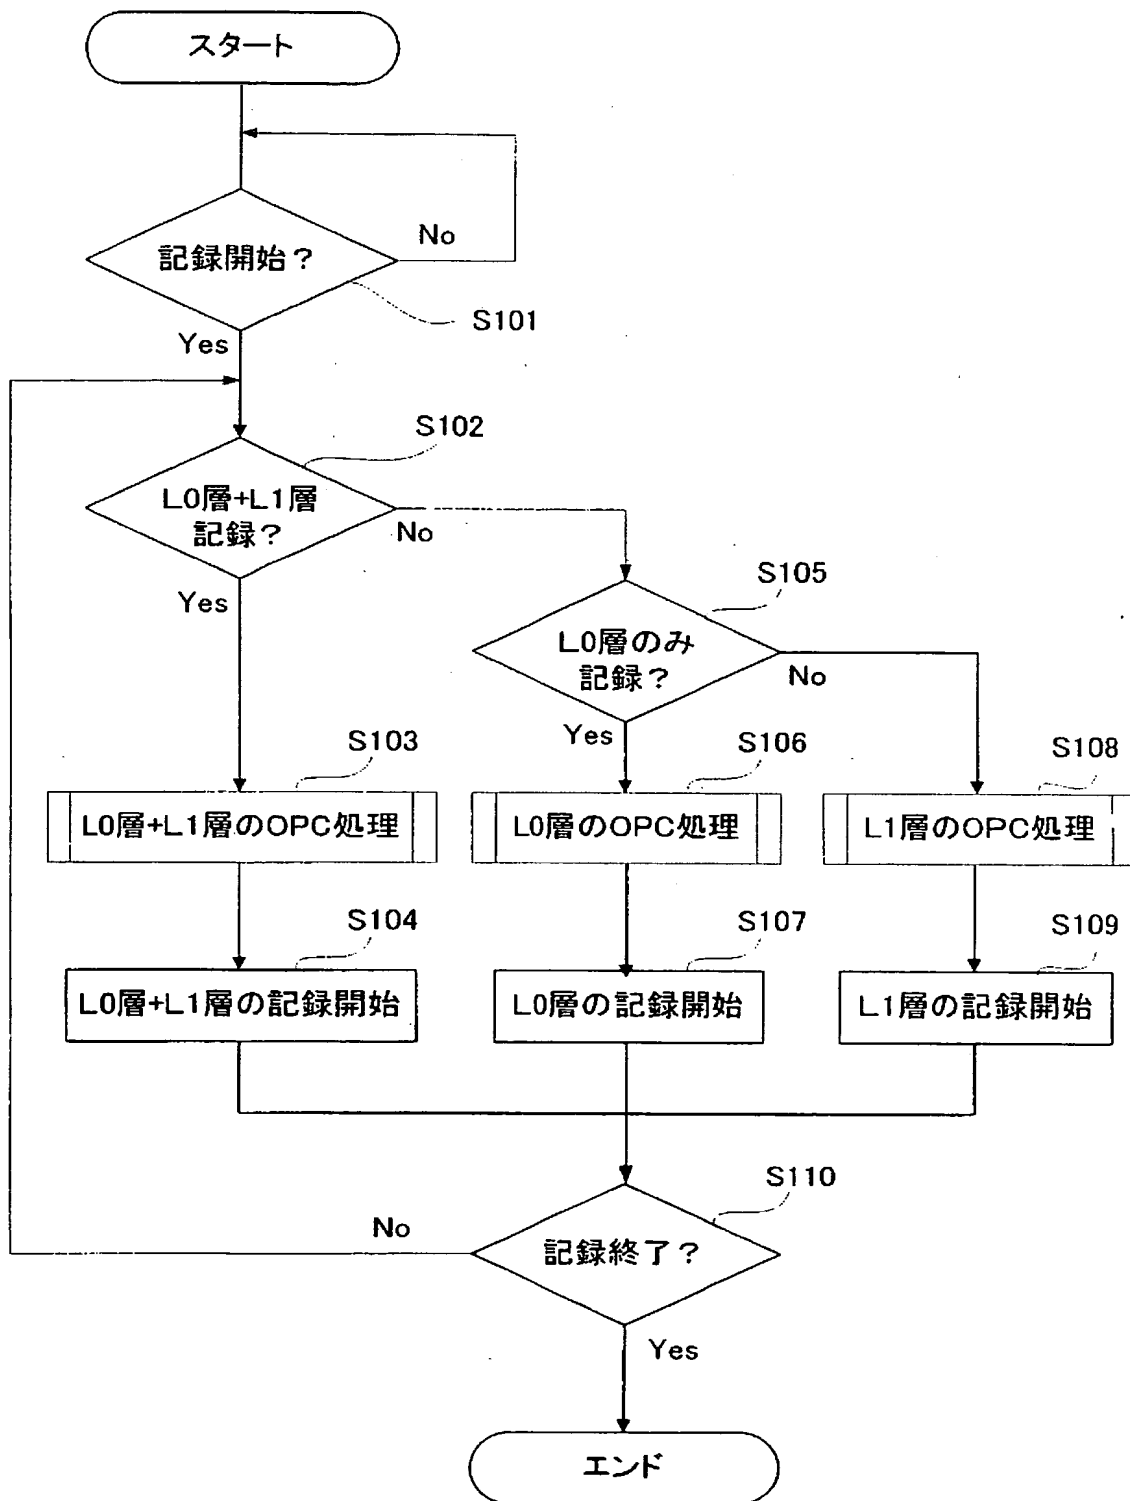 スタート
記録開始？
No
S101
Yes
S102
L0層+L1層
記録？
No
Yes
S105
L0層のみ
記録？
No
Yes
S103
S106
S108
L0層+L1層のOPC処理
L0層のOPC処理
L1層のOPC処理
S104
S107
S109
L0層+L1層の記録開始
L0層の記録開始
L1層の記録開始
S110
No
記録終了？
Yes
エンド